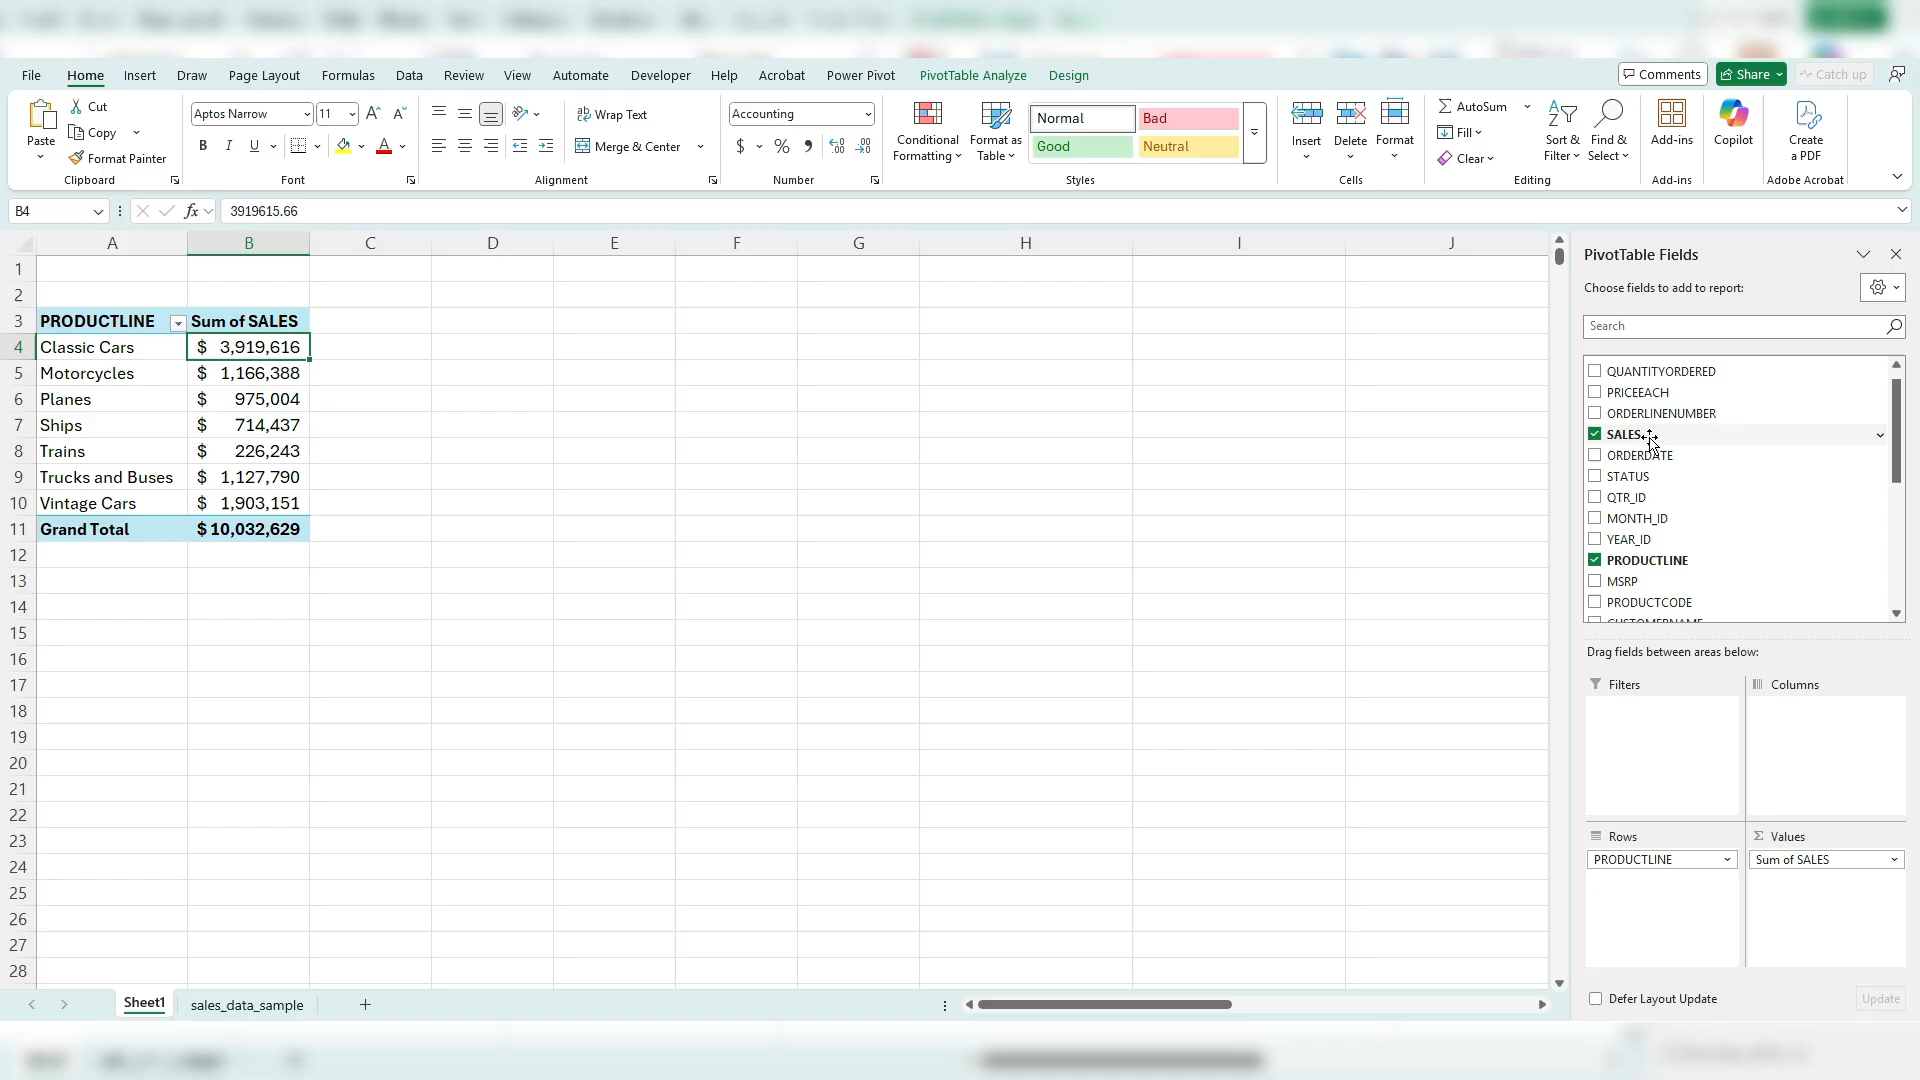 File Home Insert Draw Page Layout Formulas Data Review View Automate Developer Help Acrobat Power Pivot PivotTable Analyze Design Comments Share Catch up
Paste
Cut
Copy
Format Painter
Clipboard
Aptos Narrow 11 A A
B I U A
Font
ab Wrap Text
Merge & Center
Alignment
Accounting
$ % 9 .00 .00
Number
Conditional
Formatting
Format as
Table
Normal Bad
Good Neutral
Styles
Insert Delete Format
Cells
AutoSum
Fill
Clear
Sort &
Filter
Find &
Select
Editing
Add-ins
Add-ins
Copilot
Create
a PDF
Adobe Acrobat
B4 fx 3919615.66
A B C D E F G H I J
1
2
3 PRODUCTLINE Sum of SALES
4 Classic Cars $ 3,919,616
5 Motorcycles $ 1,166,388
6 Planes $ 975,004
7 Ships $ 714,437
8 Trains $ 226,243
9 Trucks and Buses $ 1,127,790
10 Vintage Cars $ 1,903,151
11 Grand Total $ 10,032,629
12
13
14
15
16
17
18
19
20
21
22
23
24
25
26
27
28
Sheet1 sales_data_sample
PivotTable Fields
Choose fields to add to report:
Search
QUANTITYORDERED
PRICEEACH
ORDERLINENUMBER
SALES
ORDERDATE
STATUS
QTR_ID
MONTH_ID
YEAR_ID
PRODUCTLINE
MSRP
PRODUCTCODE
CUSTOMERNAME
Drag fields between areas below:
Filters
Columns
Rows
PRODUCTLINE
Σ Values
Sum of SALES
Defer Layout Update Update